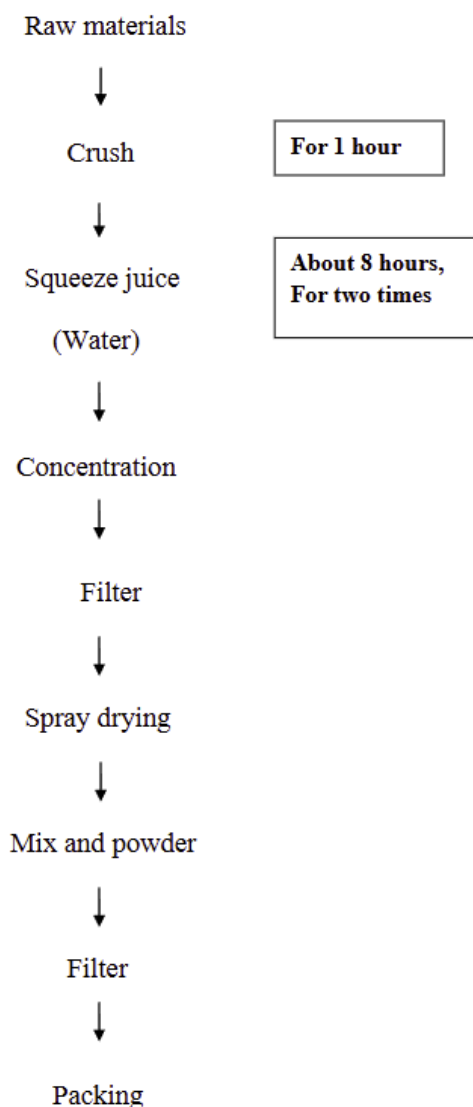 Raw materials
Crush
For 1 hour
Squeeze juice
(Water)
About 8 hours,
For two times
Concentration
Filter
Spray drying
Mix and powder
Filter
Packing